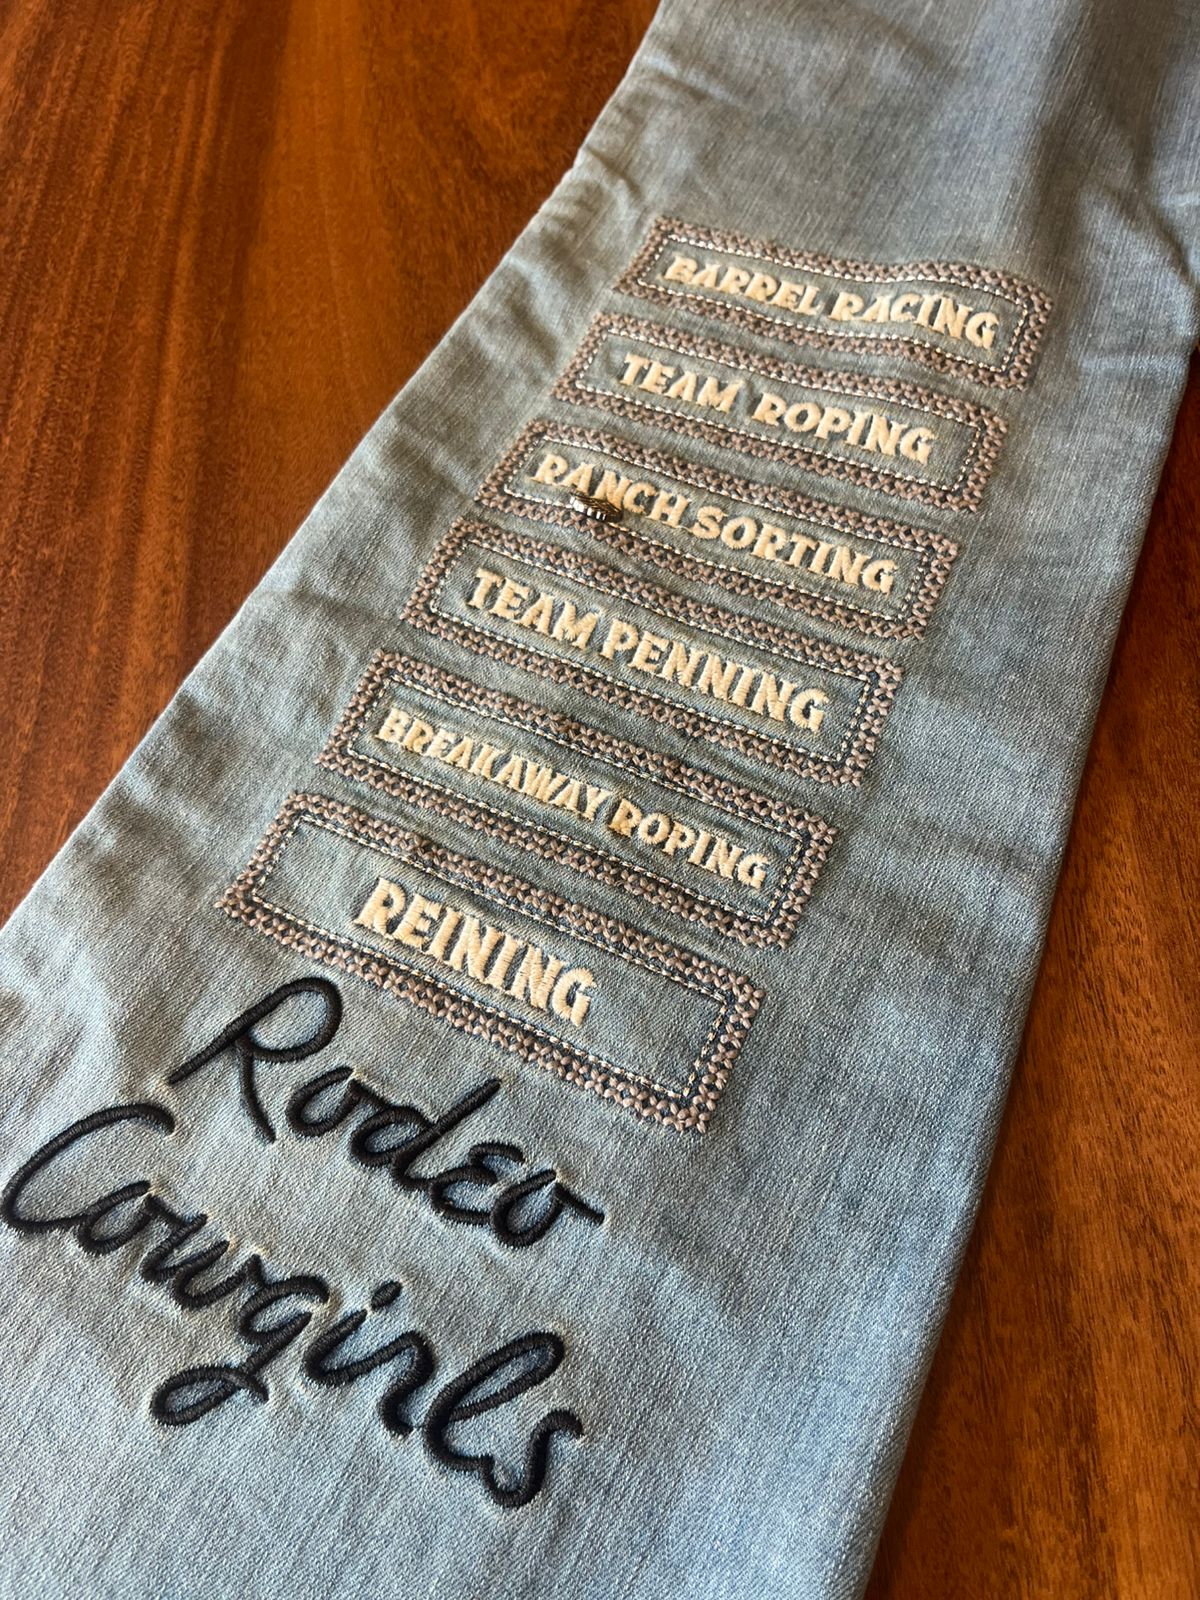 BARREL RACING
TEAM ROPING
RANCH SORTING
TEAM PENNING
BREAKAWAY ROPING
REINING
Rodeo
Cowgirls